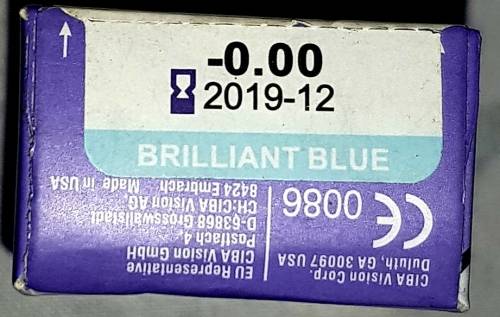 -0.00
2019-12
BRILLIANT BLUE
CIBA Vision Corp.
Duluth, GA 30097 USA
CE 0086
EU Representative
CIBA Vision GmbH
Postfach 4,
D-63868 Grosswallstadt
CH:CIBA Vision AG
8424 Embrach Made in USA